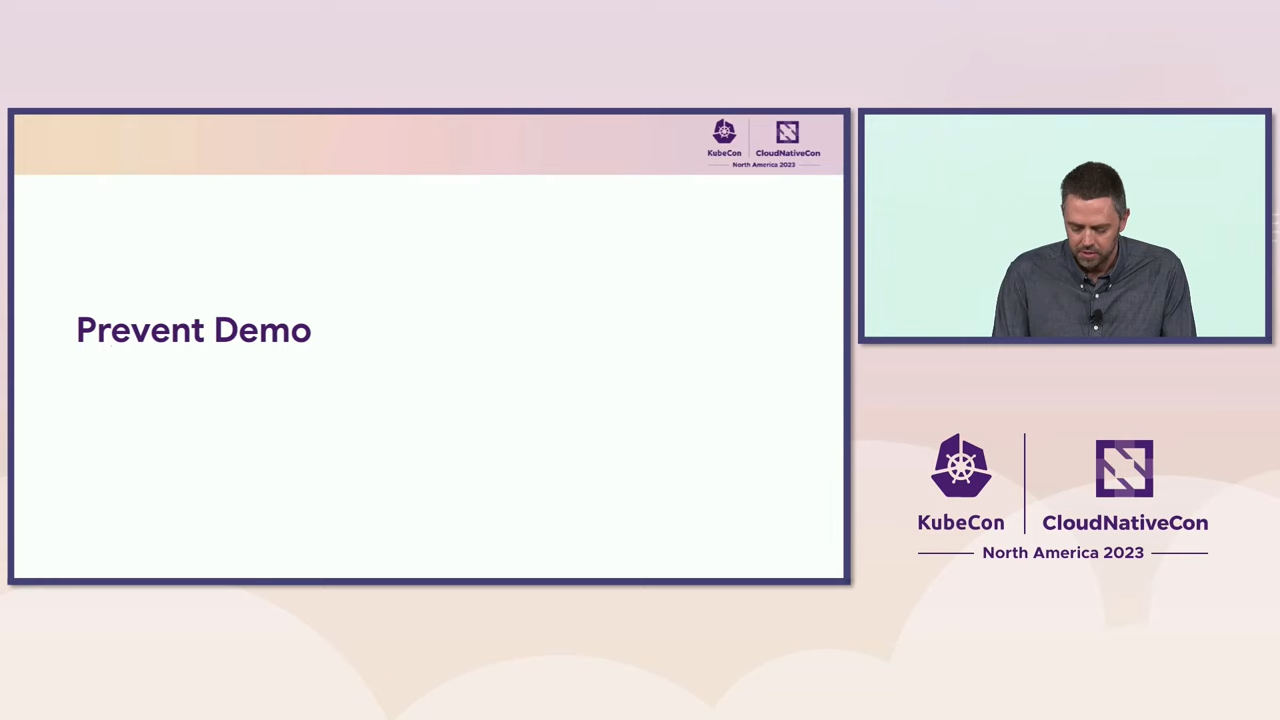 KubeCon
CloudNativeCon
North America 2023
Prevent Demo
KubeCon
CloudNativeCon
North America 2023